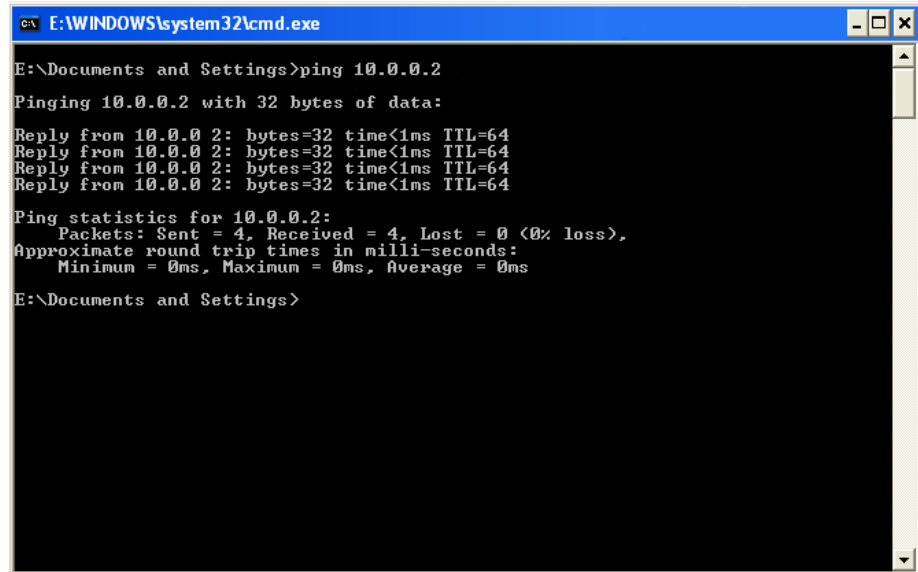 E:\WINDOWS\system32\cmd.exe
E:\Documents and Settings>ping 10.0.0.2
Pinging 10.0.0.2 with 32 bytes of data:
Reply from 10.0.0 2: bytes=32 time<1ms TTL=64
Reply from 10.0.0 2: bytes=32 time<1ms TTL=64
Reply from 10.0.0 2: bytes=32 time<1ms TTL=64
Reply from 10.0.0 2: bytes=32 time<1ms TTL=64
Ping statistics for 10.0.0.2:
Packets: Sent = 4, Received = 4, Lost = 0 (0% loss),
Approximate round trip times in milli-seconds:
Minimum = 0ms, Maximum = 0ms, Average = 0ms
E:\Documents and Settings>